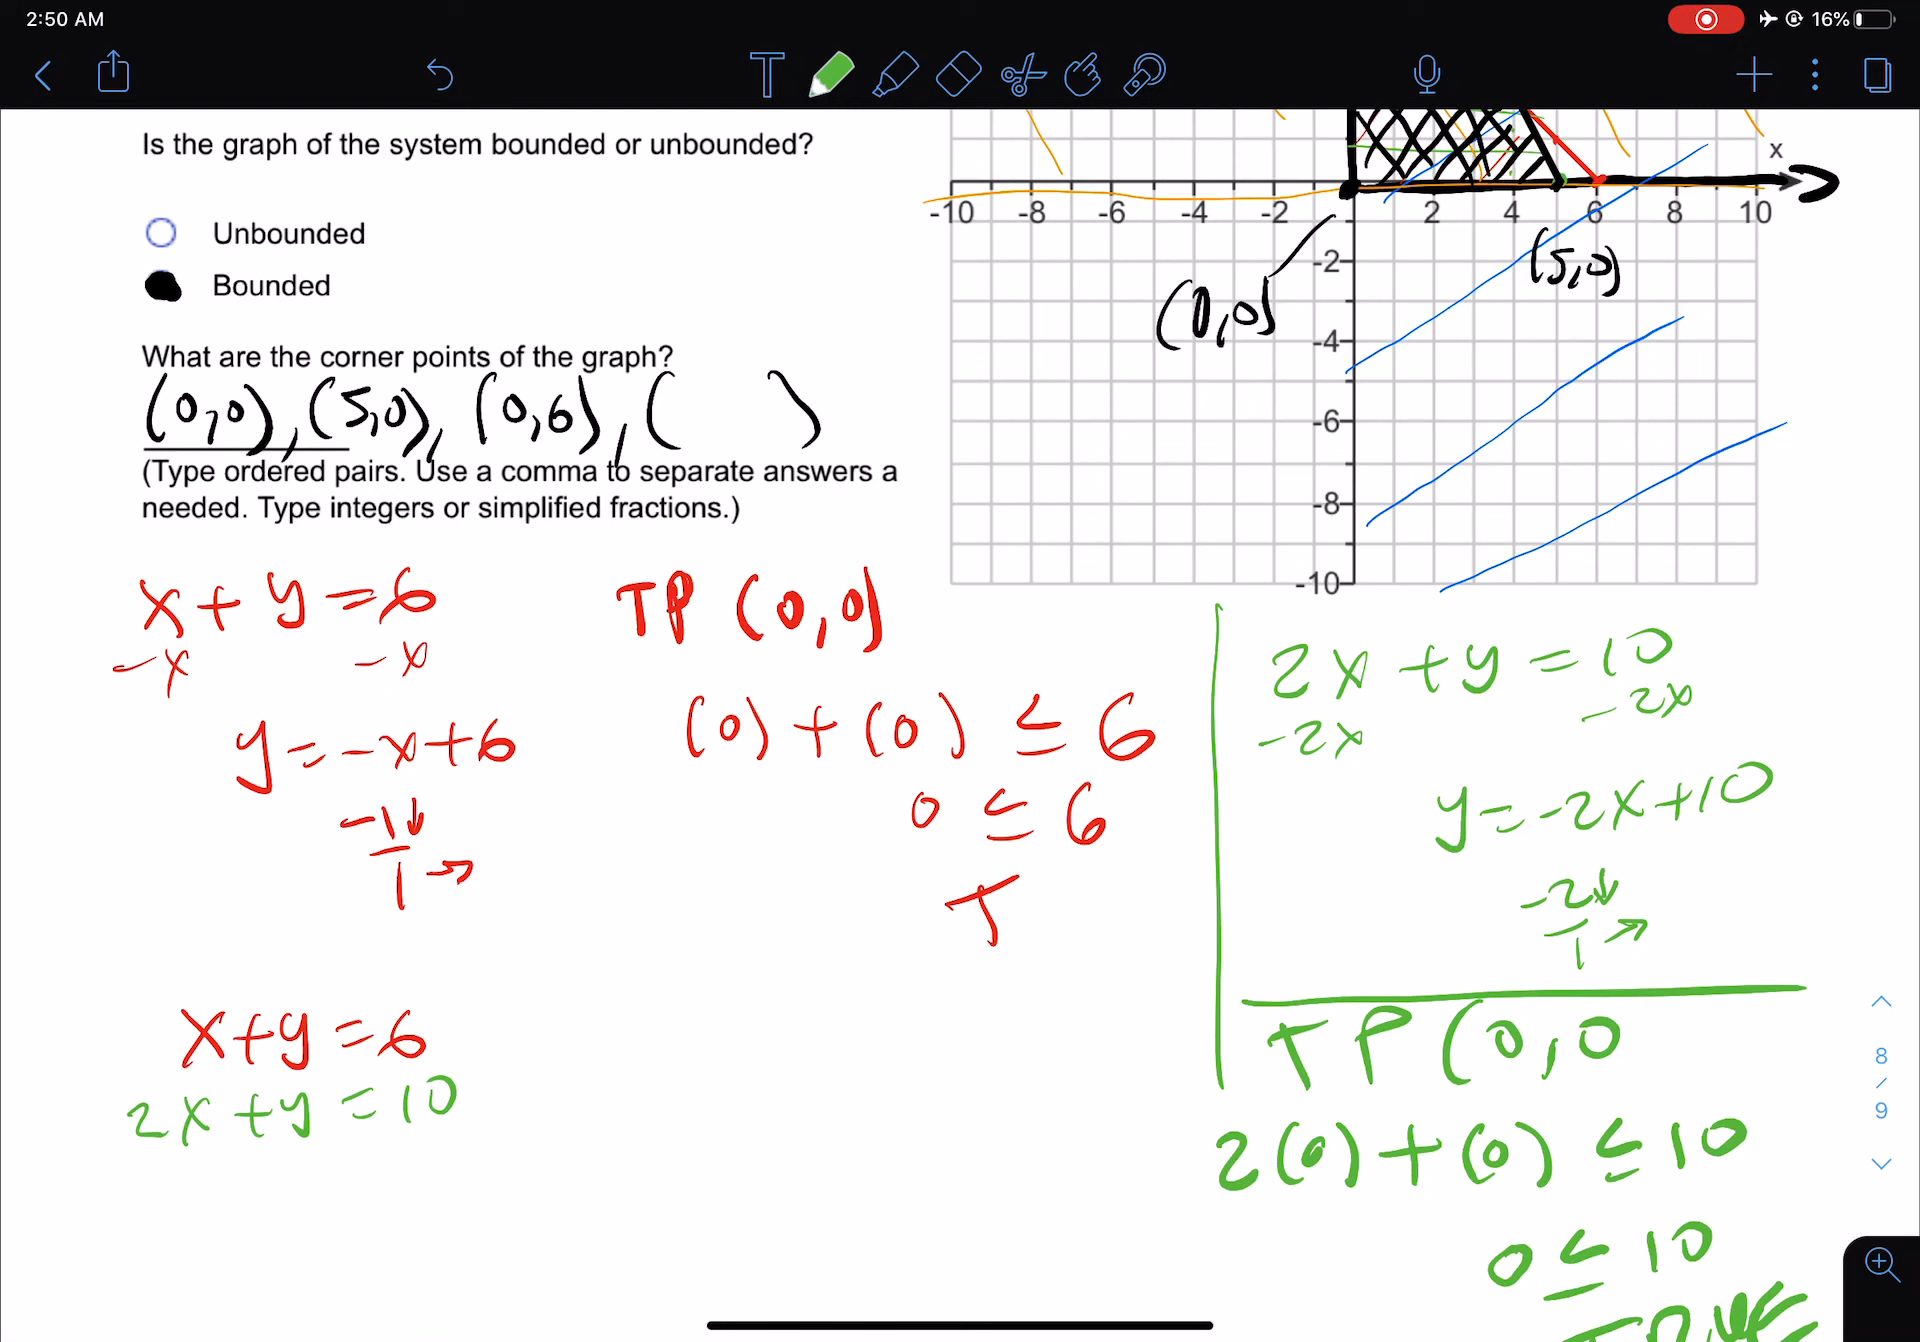 2:50 AM
16%
Is the graph of the system bounded or unbounded?
Unbounded
Bounded
What are the corner points of the graph?
(0,0), (5,0), (0,6), ( )
(Type ordered pairs. Use a comma to separate answers a
needed. Type integers or simplified fractions.)
x
-10 -8 -6 -4 -2 2 4 6 8 10
-2
-4
-6
-8
-10
(0,0)
(5,0)
x + y = 6
-x -x
y = -x+6
-1↓
1 →
TP (0,0)
(0) + (0) ≤ 6
0 ≤ 6
T
2x + y = 10
-2x -2x
y = -2x+10
-2↓
1 →
TP (0,0
2(0) + (0) ≤ 10
0 ≤ 10
TRUE
x+y = 6
2x+y = 10
8
/
9